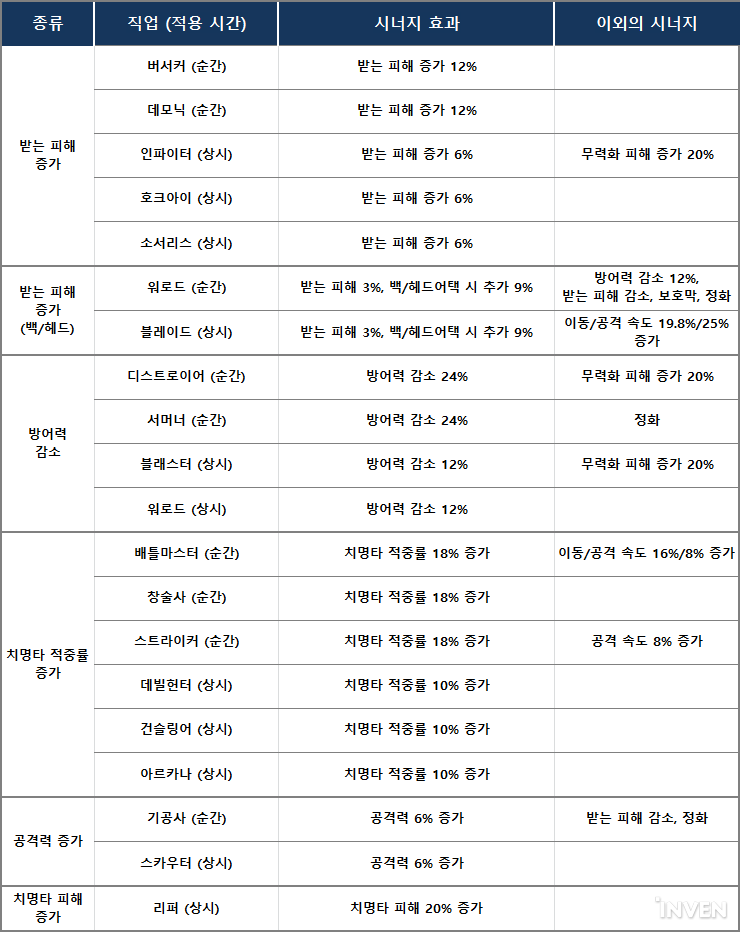 종류 직업 (적용 시간) 시너지 효과 이외의 시너지
받는 피해
증가
버서커 (순간) 받는 피해 증가 12%
데모닉 (순간) 받는 피해 증가 12%
인파이터 (상시) 받는 피해 증가 6% 무력화 피해 증가 20%
호크아이 (상시) 받는 피해 증가 6%
소서리스 (상시) 받는 피해 증가 6%
받는 피해
증가
(백/헤드)
워로드 (순간) 받는 피해 3%, 백/헤드어택 시 추가 9% 방어력 감소 12%,
받는 피해 감소, 보호막, 정화
블레이드 (상시) 받는 피해 3%, 백/헤드어택 시 추가 9% 이동/공격 속도 19.8%/25%
증가
방어력
감소
디스트로이어 (순간) 방어력 감소 24% 무력화 피해 증가 20%
서머너 (순간) 방어력 감소 24% 정화
블래스터 (상시) 방어력 감소 12% 무력화 피해 증가 20%
워로드 (상시) 방어력 감소 12%
치명타 적중률
증가
배틀마스터 (순간) 치명타 적중률 18% 증가 이동/공격 속도 16%/8% 증가
창술사 (순간) 치명타 적중률 18% 증가
스트라이커 (순간) 치명타 적중률 18% 증가 공격 속도 8% 증가
데빌헌터 (상시) 치명타 적중률 10% 증가
건슬링어 (상시) 치명타 적중률 10% 증가
아르카나 (상시) 치명타 적중률 10% 증가
공격력 증가
기공사 (순간) 공격력 6% 증가 받는 피해 감소, 정화
스카우터 (상시) 공격력 6% 증가
치명타 피해
증가
리퍼 (상시) 치명타 피해 20% 증가
INVEN